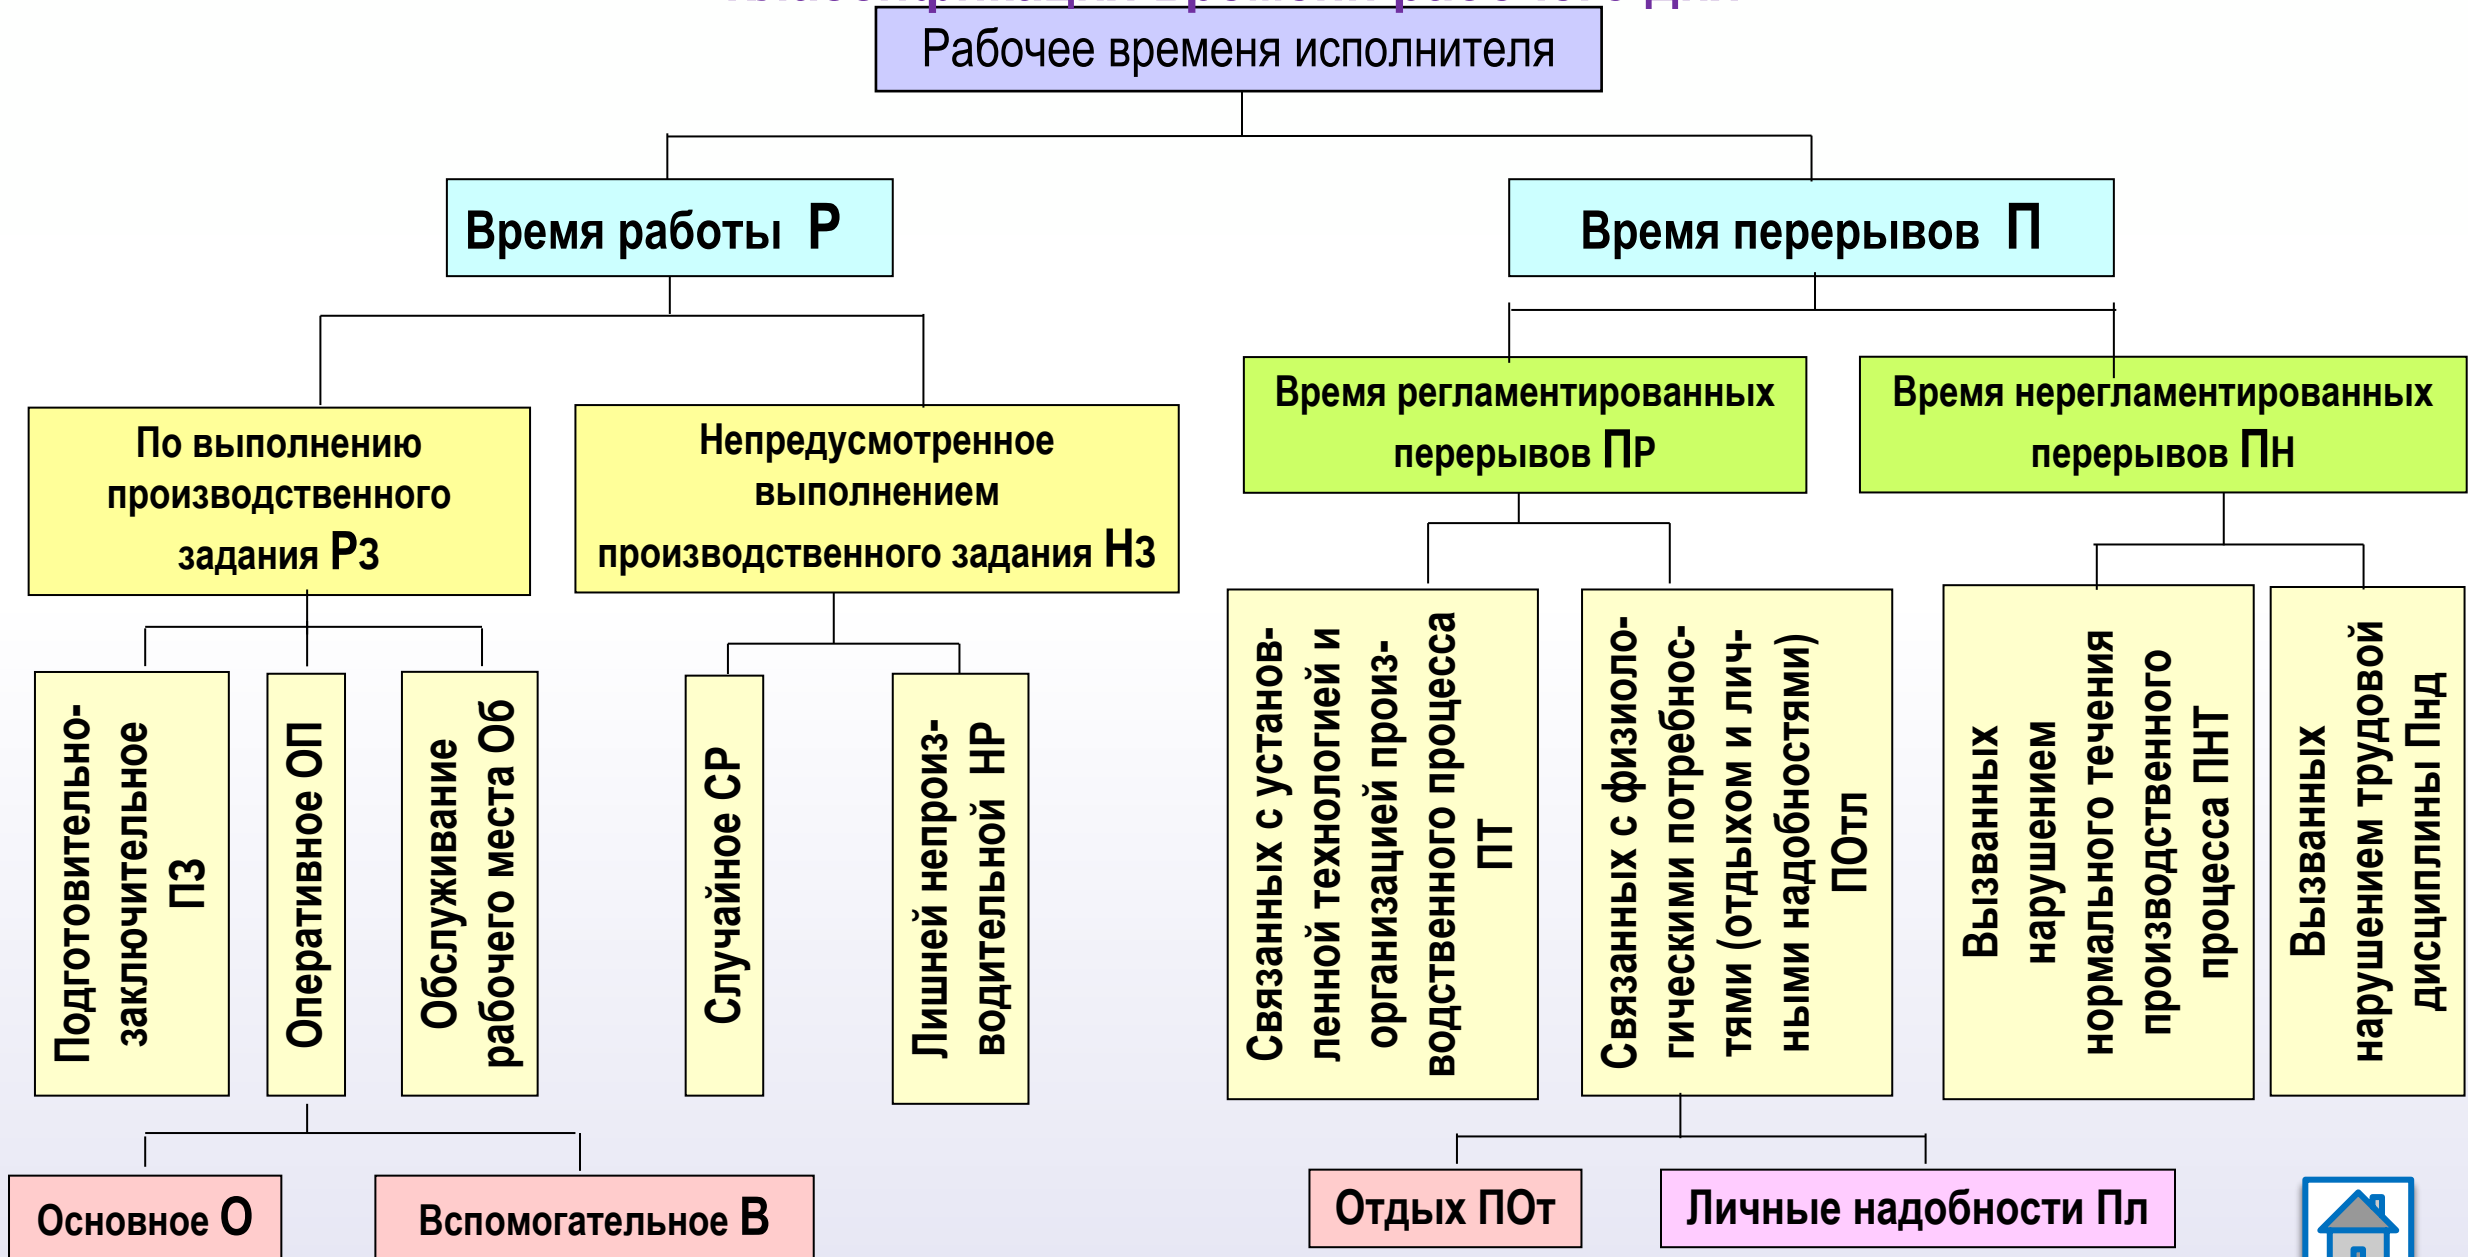 Классификация времени рабочего дня
Рабочее временя исполнителя
Время работы Р
Время перерывов П
По выполнению
производственного
задания Рз
Непредусмотренное
выполнением
производственного задания Нз
Время регламентированных
перерывов ПР
Время нерегламентированных
перерывов ПН
Подготовительно-
заключительное
ПЗ
Оперативное ОП
Обслуживание
рабочего места Об
Случайное СР
Лишней непроиз-
водительной НР
Связанных с установ-
ленной технологией и
организацией произ-
водственного процесса
ПТ
Связанных с физиоло-
гическими потребнос-
тями (отдыхом и лич-
ными надобностями)
ПОтл
Вызванных
нарушением
нормального течения
производственного
процесса ПНТ
Вызванных
нарушением трудовой
дисциплины Пнд
Основное О
Вспомогательное В
Отдых ПОт
Личные надобности Пл